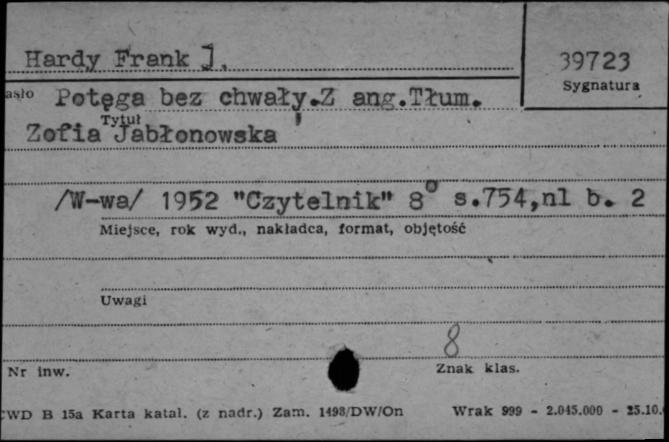 Hardy Frank J.
39723
Sygnatura
asło Potęga bez chwały. Z ang. Tłum.
Tytuł
Zofia Jabłonowska
/W-wa/ 1952 "Czytelnik" 8° s.754,nl b. 2
Miejsce, rok wyd., nakładca, format, objętość
Uwagi
8
Nr inw.
Znak klas.
CWD B 15a Karta katal. (z nadr.) Zam. 1498/DW/On Wrak 999 - 2.045.000 - 25.10.